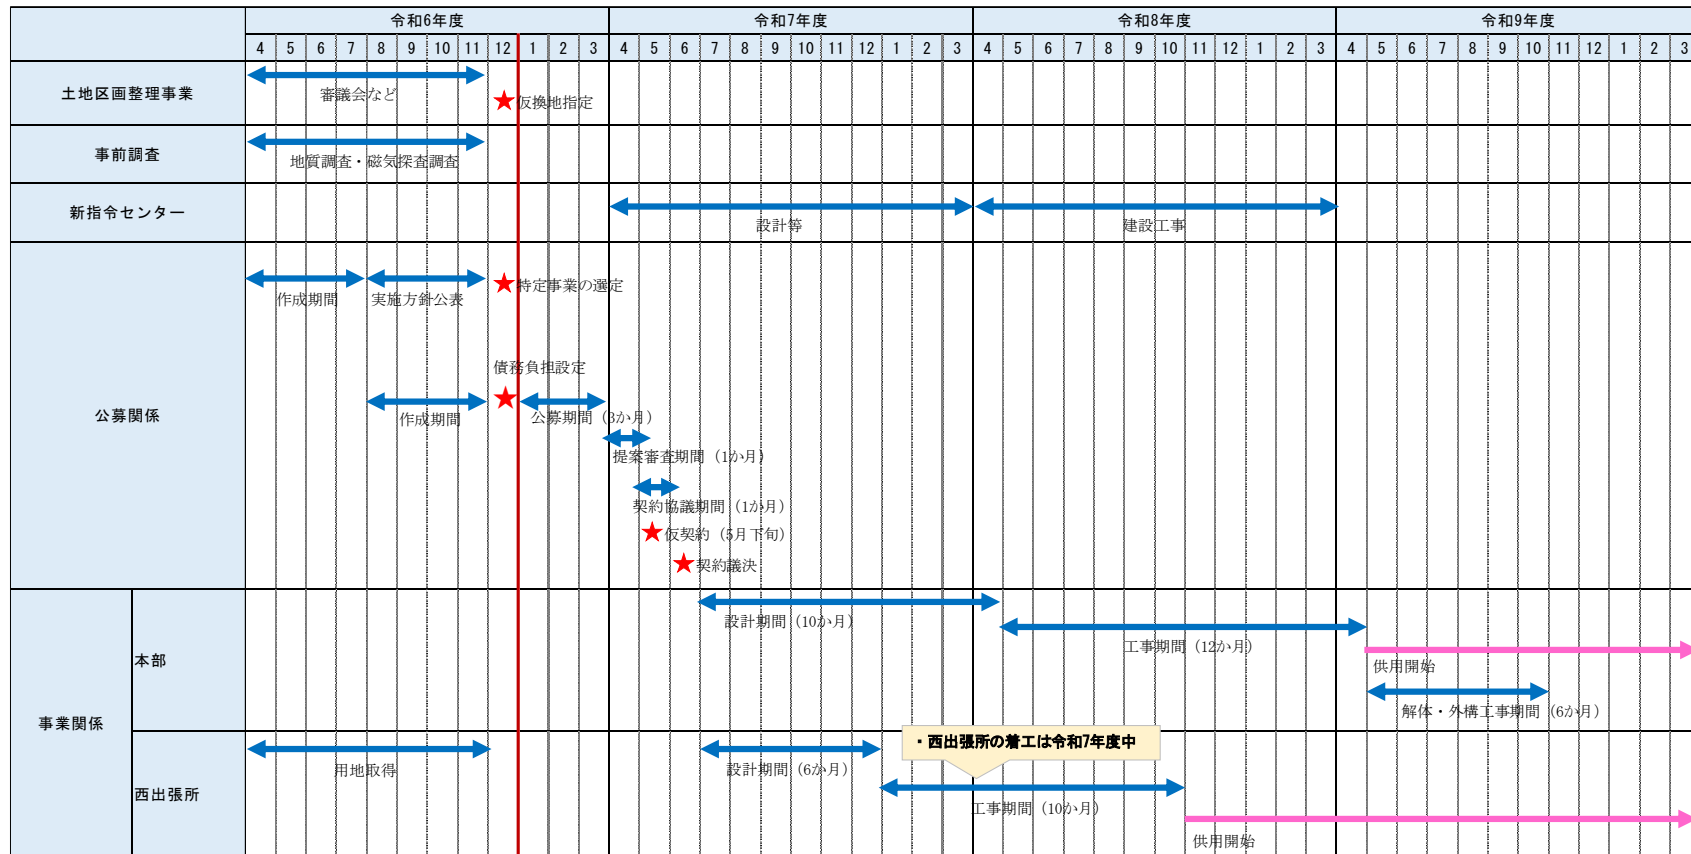 令和6年度 令和7年度 令和8年度 令和9年度
4 5 6 7 8 9 10 11 12 1 2 3 4 5 6 7 8 9 10 11 12 1 2 3 4 5 6 7 8 9 10 11 12 1 2 3 4 5 6 7 8 9 10 11 12 1 2 3
土地区画整理事業
審議会など
★仮換地指定
事前調査
地質調査・磁気探査調査
新指令センター
設計等
建設工事
公募関係
作成期間
実施方針公表
★特定事業の選定
債務負担設定
★
作成期間
公募期間（3か月）
提案審査期間（1か月）
契約協議期間（1か月）
★仮契約（5月下旬）
★契約議決
事業関係
本部
設計期間（10か月）
工事期間（12か月）
供用開始
解体・外構工事期間（6か月）
西出張所
用地取得
設計期間（6か月）
・西出張所の着工は令和7年度中
工事期間（10か月）
供用開始